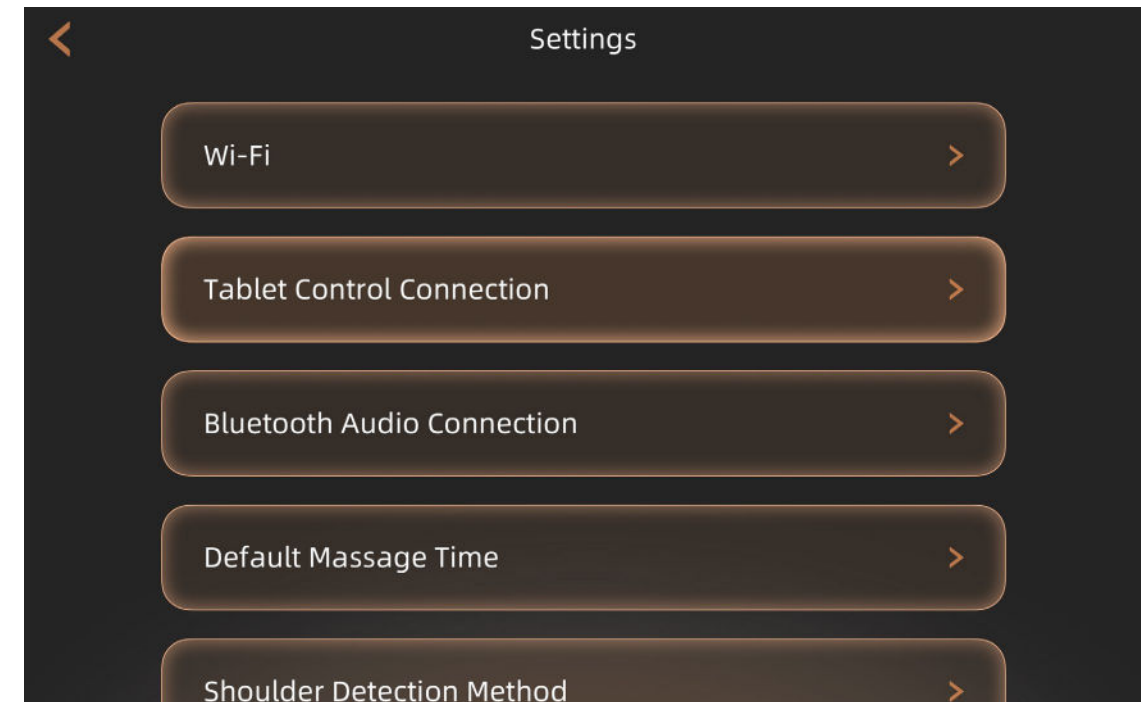 Settings
Wi-Fi
Tablet Control Connection
Bluetooth Audio Connection
Default Massage Time
Shoulder Detection Method